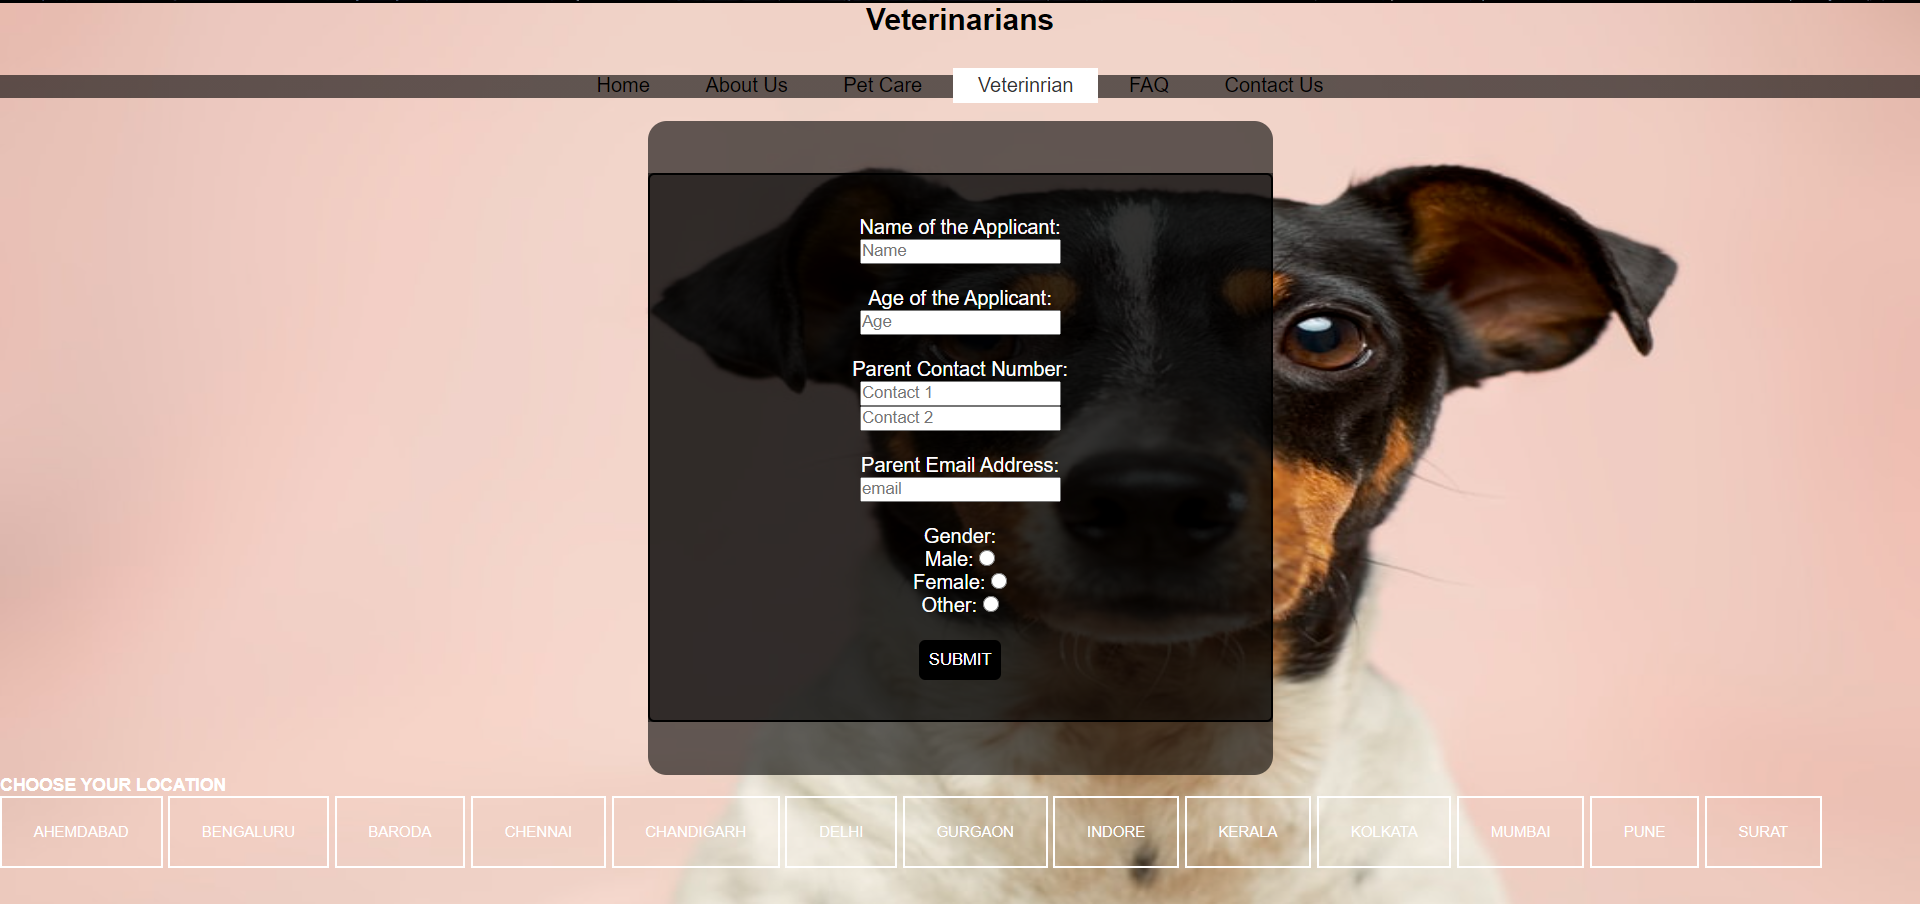 Veterinarians
Home About Us Pet Care Veterinrian FAQ Contact Us
Name of the Applicant:
Name
Age of the Applicant:
Age
Parent Contact Number:
Contact 1
Contact 2
Parent Email Address:
email
Gender:
Male:
Female:
Other:
SUBMIT
CHOOSE YOUR LOCATION
AHEMDABAD BENGALURU BARODA CHENNAI CHANDIGARH DELHI GURGAON INDORE KERALA KOLKATA MUMBAI PUNE SURAT